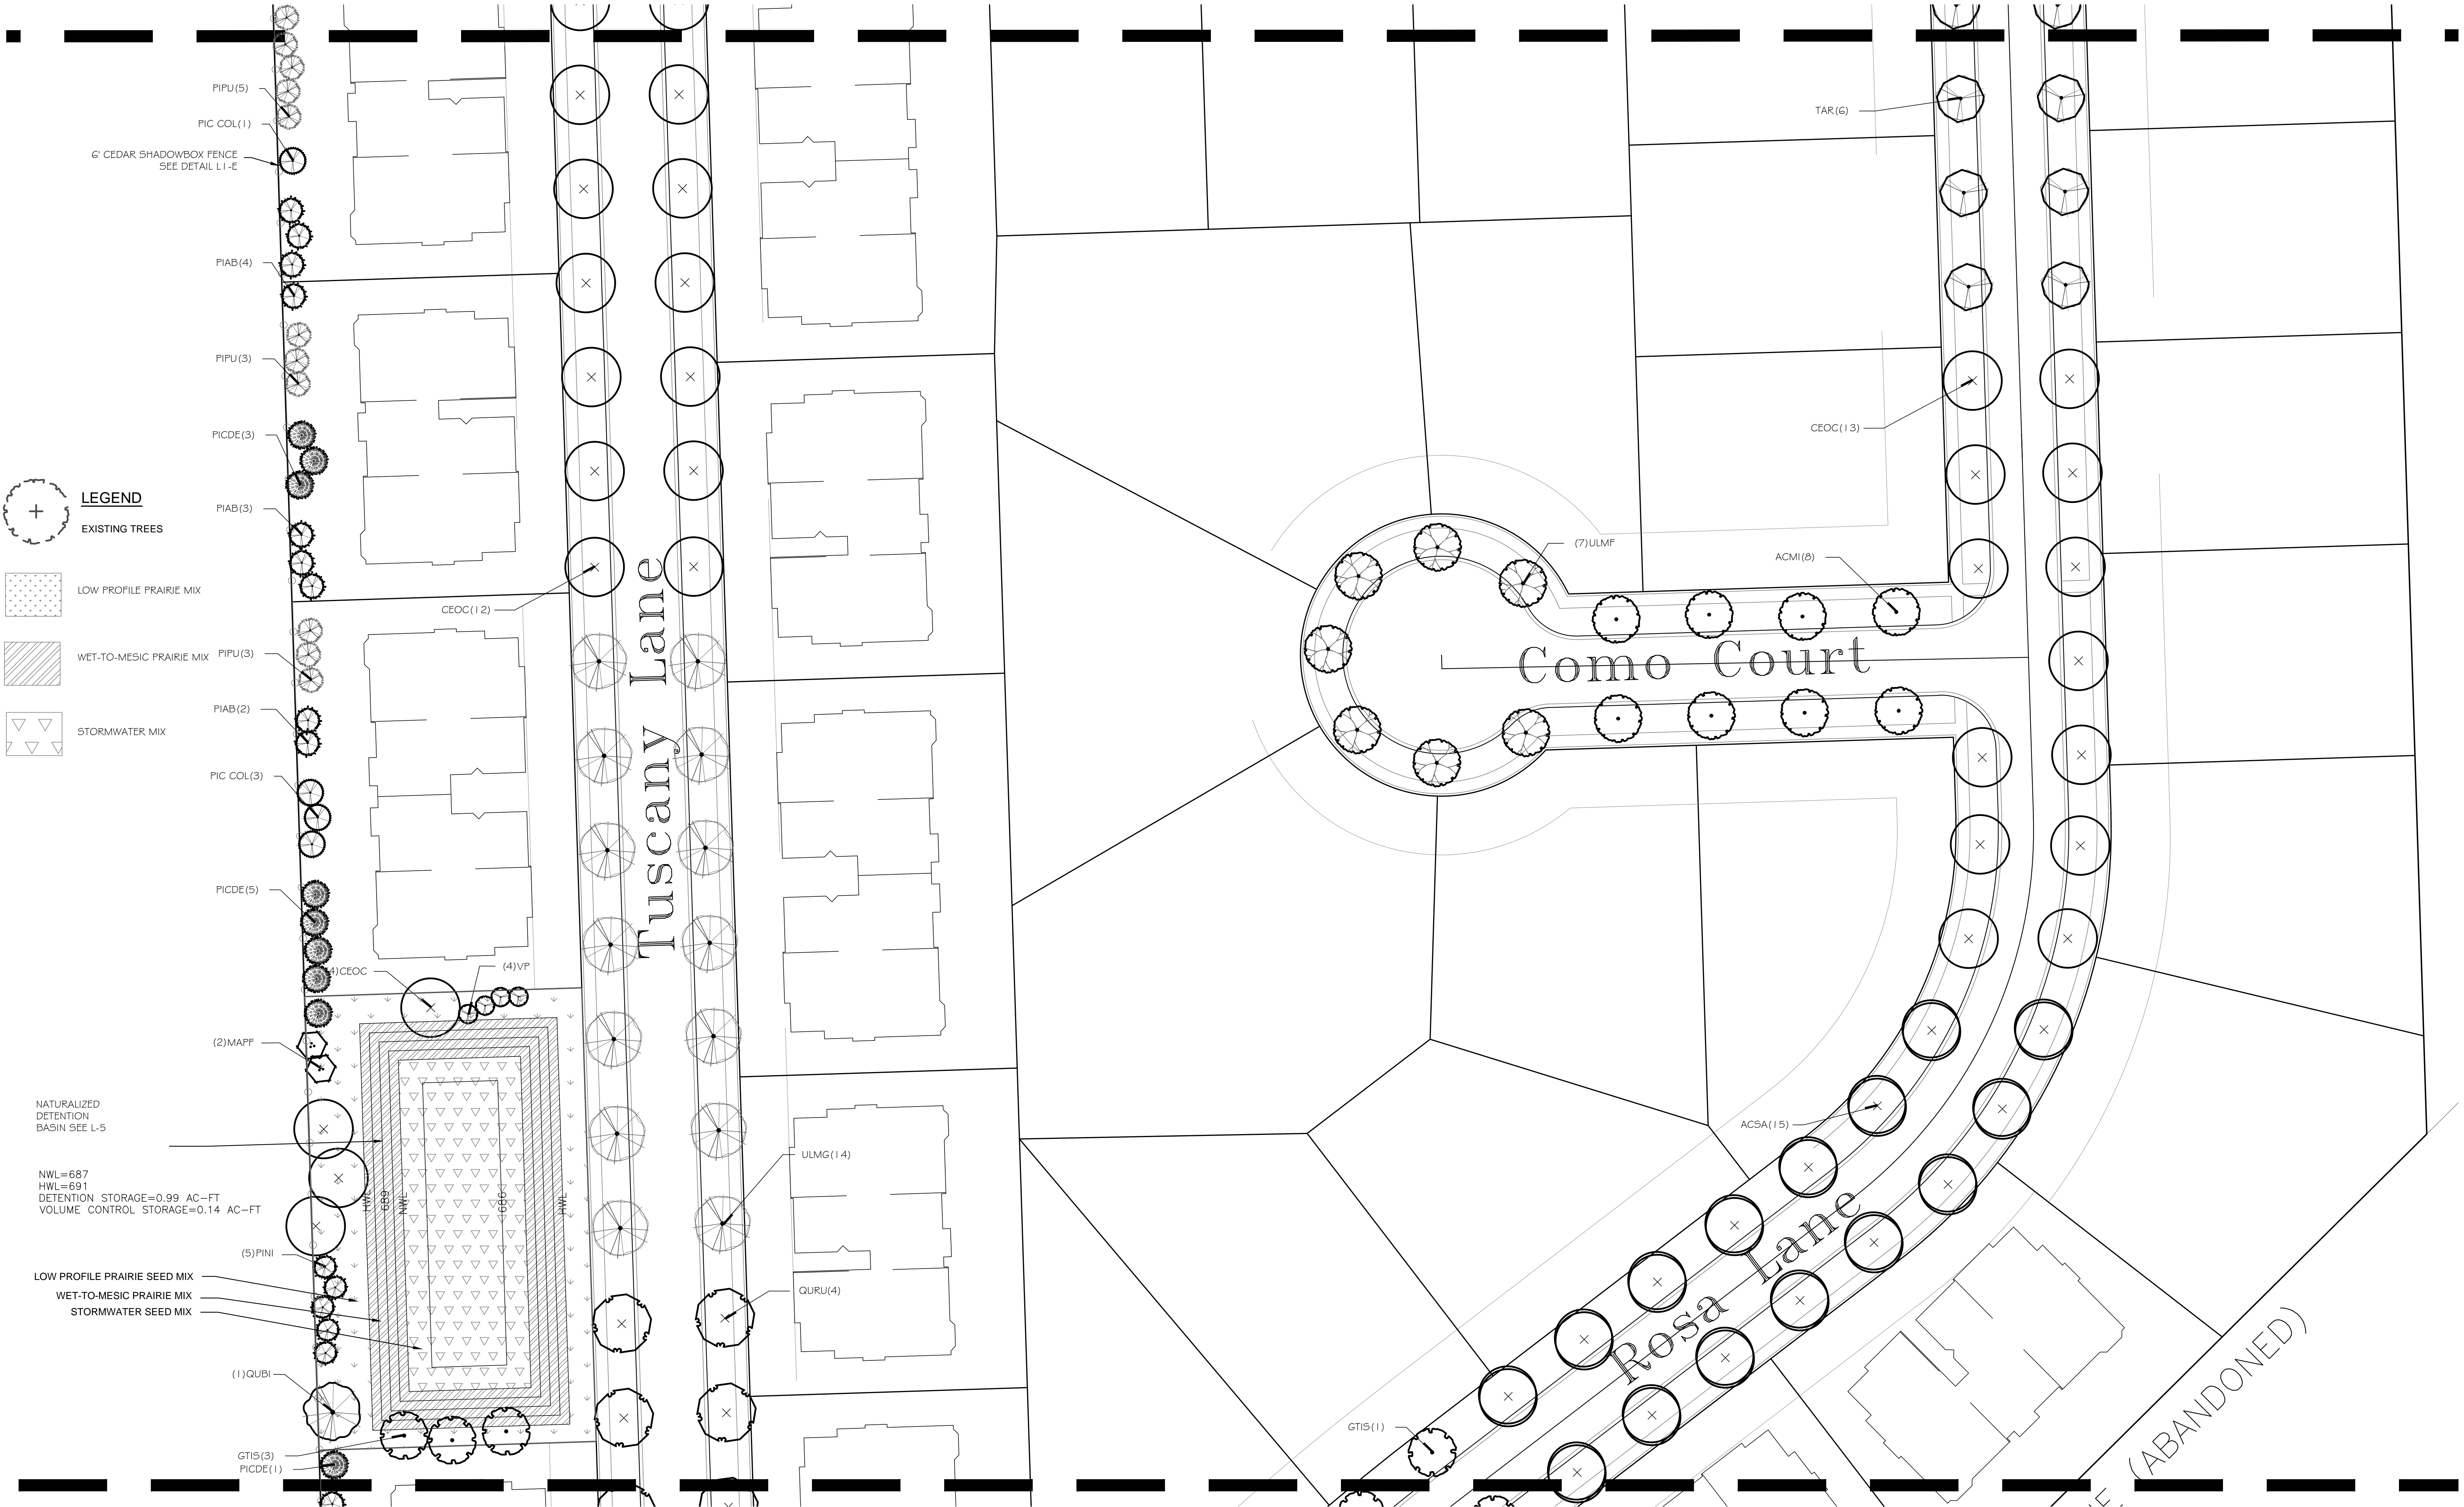 PIPU(5)
PIC COL(1)
6' CEDAR SHADOWBOX FENCE
SEE DETAIL L1-E
PIAB(4)
PIPU(3)
PICDE(3)
LEGEND
EXISTING TREES
PIAB(3)
LOW PROFILE PRAIRIE MIX
WET-TO-MESIC PRAIRIE MIX
PIPU(3)
PIAB(2)
STORMWATER MIX
PIC COL(3)
PICDE(5)
(4)CEOC
(4)VP
(2)MAPF
NATURALIZED
DETENTION
BASIN SEE L-5
NWL=687
HWL=691
DETENTION STORAGE=0.99 AC-FT
VOLUME CONTROL STORAGE=0.14 AC-FT
HWL
689
NWL
686
HWL
(5)PINI
LOW PROFILE PRAIRIE SEED MIX
WET-TO-MESIC PRAIRIE MIX
STORMWATER SEED MIX
(1)QUBI
GTIS(3)
PICDE(1)
CEOC(12)
Tuscany Lane
ULMG(14)
QURU(4)
TAR(6)
CEOC(13)
(7)ULMF
ACMI(8)
Como Court
ACSA(15)
Rosa Lane
GTIS(1)
(ABANDONED)